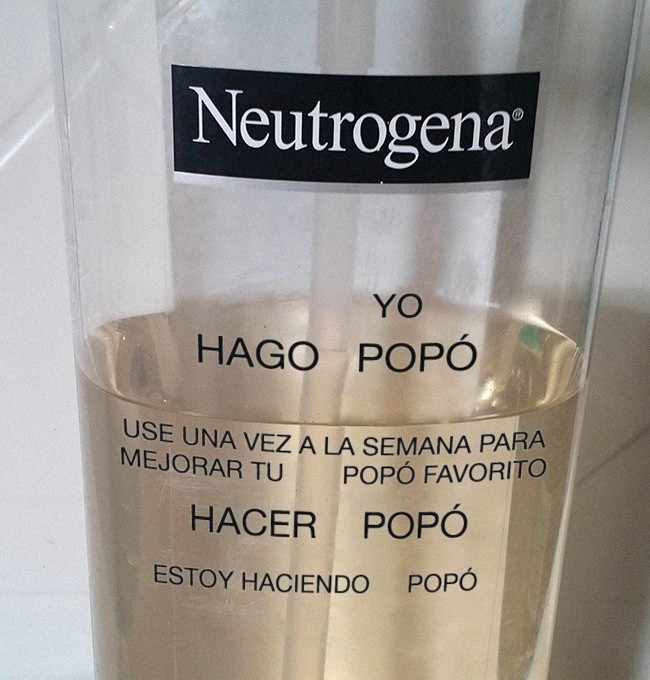 Neutrogena®
YO
HAGO POPÓ
USE UNA VEZ A LA SEMANA PARA
MEJORAR TU POPÓ FAVORITO
HACER POPÓ
ESTOY HACIENDO POPÓ